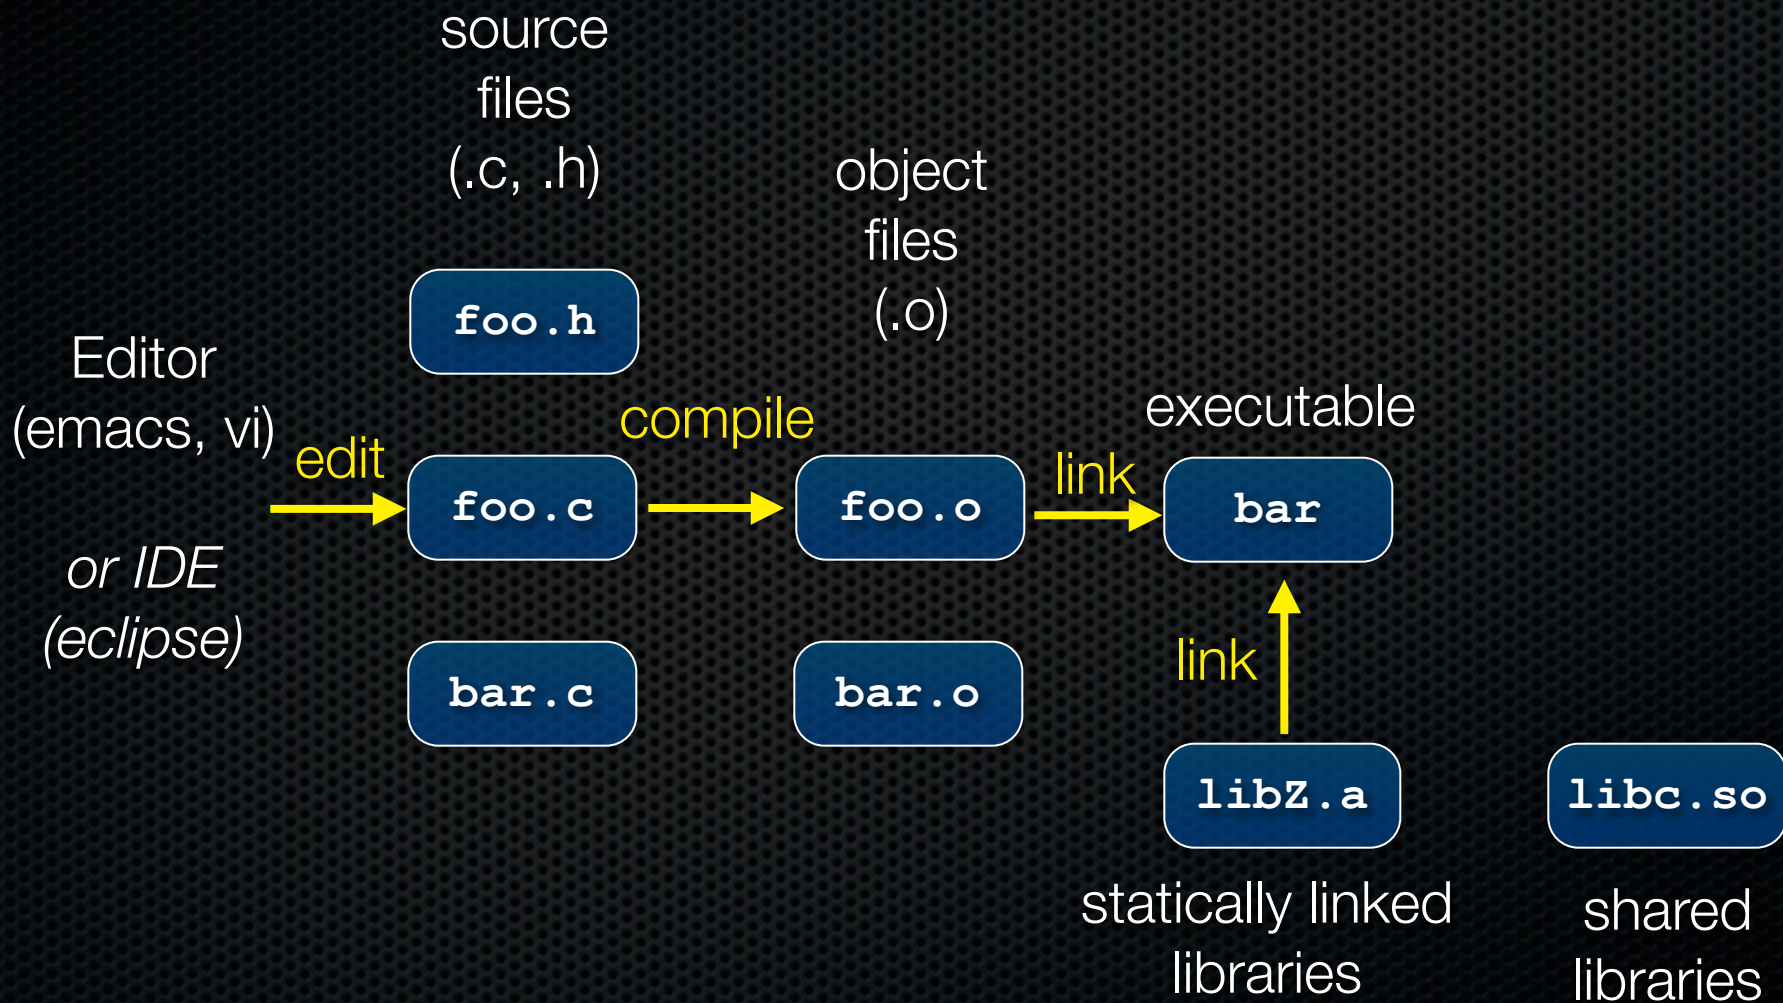 source
files
(.c, .h)
object
files
(.o)
foo.h
Editor
(emacs, vi)
edit
compile
executable
link
foo.c
foo.o
bar
or IDE
(eclipse)
link
bar.c
bar.o
libZ.a
libc.so
statically linked
libraries
shared
libraries